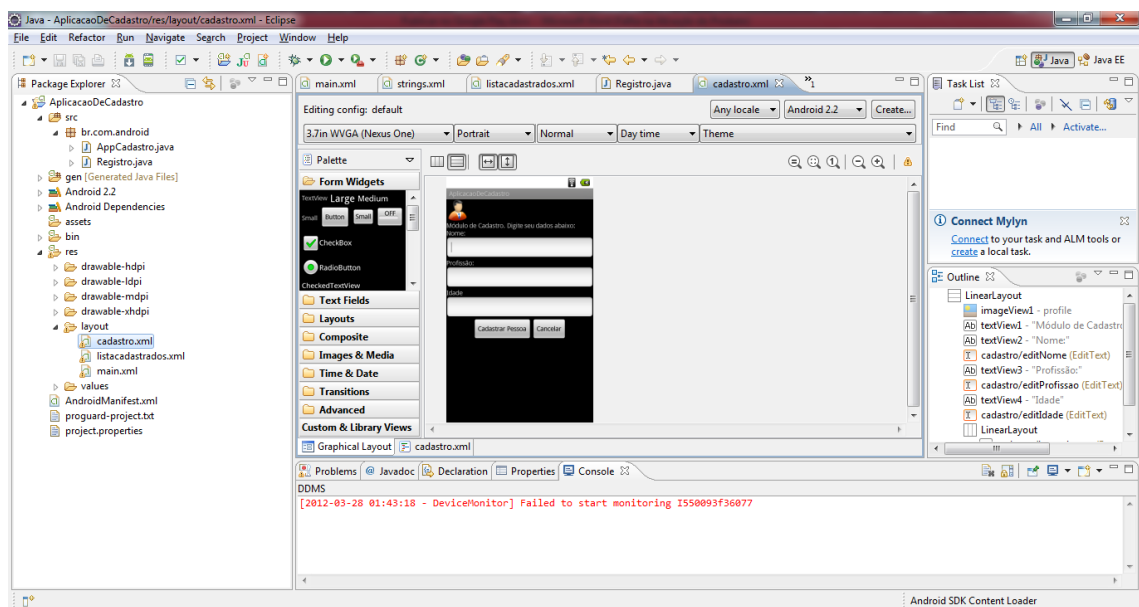 Java - AplicacaoDeCadastro/res/layout/cadastro.xml - Eclipse
File Edit Refactor Run Navigate Search Project Window Help
Java Java EE
Package Explorer
AplicacaoDeCadastro
src
br.com.android
AppCadastro.java
Registro.java
gen [Generated Java Files]
Android 2.2
Android Dependencies
assets
bin
res
drawable-hdpi
drawable-ldpi
drawable-mdpi
drawable-xhdpi
layout
cadastro.xml
listacadastrados.xml
main.xml
values
AndroidManifest.xml
proguard-project.txt
project.properties
main.xml strings.xml listacadastrados.xml Registro.java cadastro.xml »1
Editing config: default Any locale Android 2.2 Create...
3.7in WVGA (Nexus One) Portrait Normal Day time Theme
Palette
Form Widgets
TextView Large Medium
Small Button Small OFF
CheckBox
RadioButton
CheckedTextView
Text Fields
Layouts
Composite
Images & Media
Time & Date
Transitions
Advanced
Custom & Library Views
AplicacaoDeCadastro
Módulo de Cadastro. Digite seu dados abaixo:
Nome:
Profissão:
Idade
Cadastrar Pessoa Cancelar
Graphical Layout cadastro.xml
Task List
Find All Activate...
Connect Mylyn
Connect to your task and ALM tools or
create a local task.
Outline
LinearLayout
imageView1 - profile
Ab textView1 - "Módulo de Cadastr
Ab textView2 - "Nome:"
cadastro/editNome (EditText)
Ab textView3 - "Profissão:"
cadastro/editProfissao (EditText)
Ab textView4 - "Idade"
cadastro/editIdade (EditText)
LinearLayout
Problems @ Javadoc Declaration Properties Console
DDMS
[2012-03-28 01:43:18 - DeviceMonitor] Failed to start monitoring I550093f36077
Android SDK Content Loader